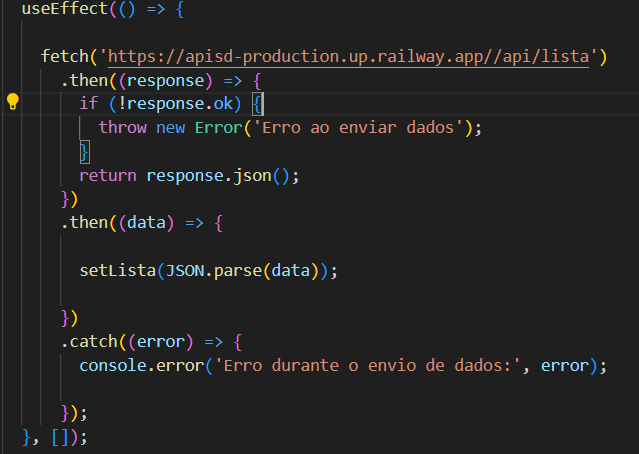 useEffect(() => {
fetch('https://apisd-production.up.railway.app//api/lista')
.then((response) => {
if (!response.ok) {
throw new Error('Erro ao enviar dados');
}
return response.json();
})
.then((data) => {
setLista(JSON.parse(data));
})
.catch((error) => {
console.error('Erro durante o envio de dados:', error);
});
}, []);